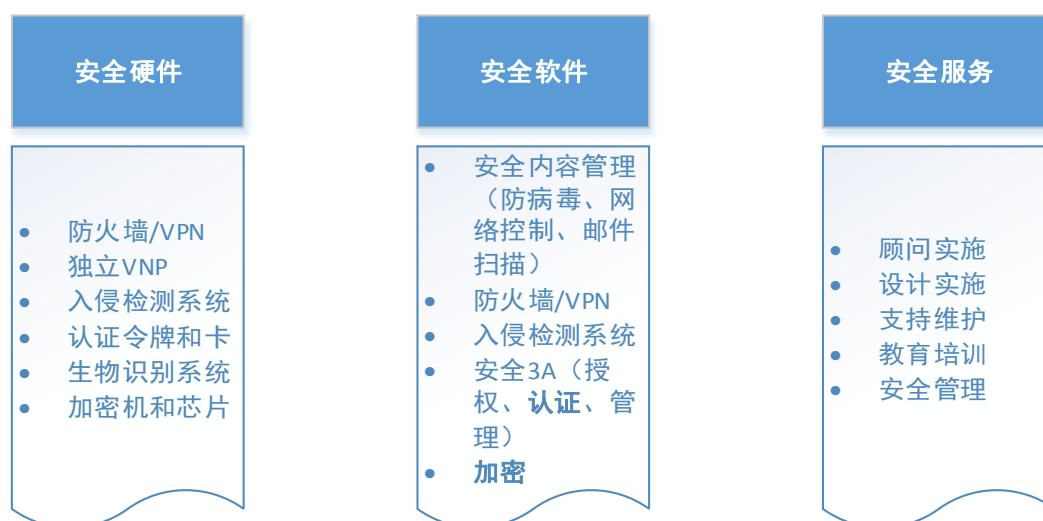 安全硬件
防火墙/VPN
独立VNP
入侵检测系统
认证令牌和卡
生物识别系统
加密机和芯片
安全软件
安全内容管理
（防病毒、网
络控制、邮件
扫描）
防火墙/VPN
入侵检测系统
安全3A（授
权、认证、管
理）
加密
安全服务
顾问实施
设计实施
支持维护
教育培训
安全管理